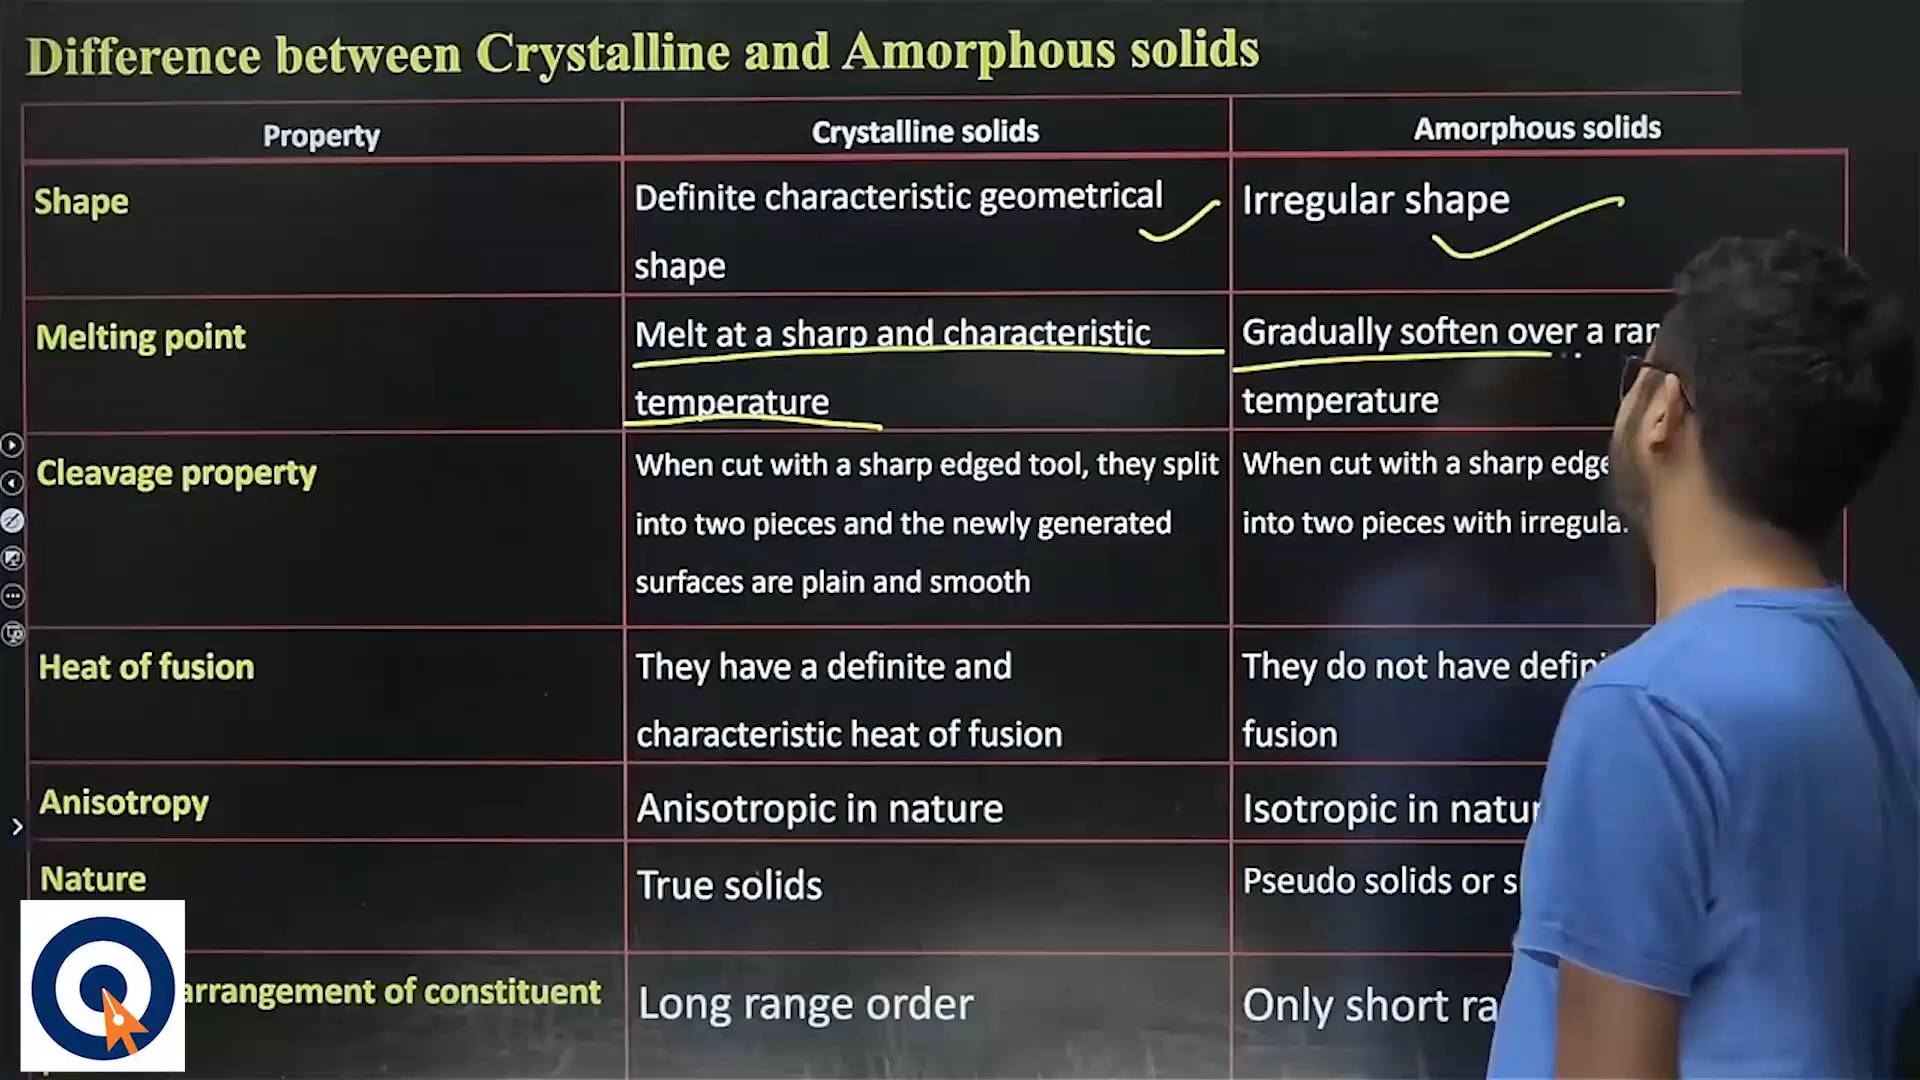 Difference between Crystalline and Amorphous solids
Property
Crystalline solids
Amorphous solids
Shape
Definite characteristic geometrical
shape
Irregular shape
Melting point
Melt at a sharp and characteristic
temperature
Gradually soften over a
temperature
Cleavage property
When cut with a sharp edged tool, they split
into two pieces and the newly generated
surfaces are plain and smooth
When cut with a sharp
into two pieces with
Heat of fusion
They have a definite and
characteristic heat of fusion
They do not have
fusion
Anisotropy
Anisotropic in nature
Isotropic in
Nature
True solids
Pseudo solids or
arrangement of constituent
Long range order
Only short